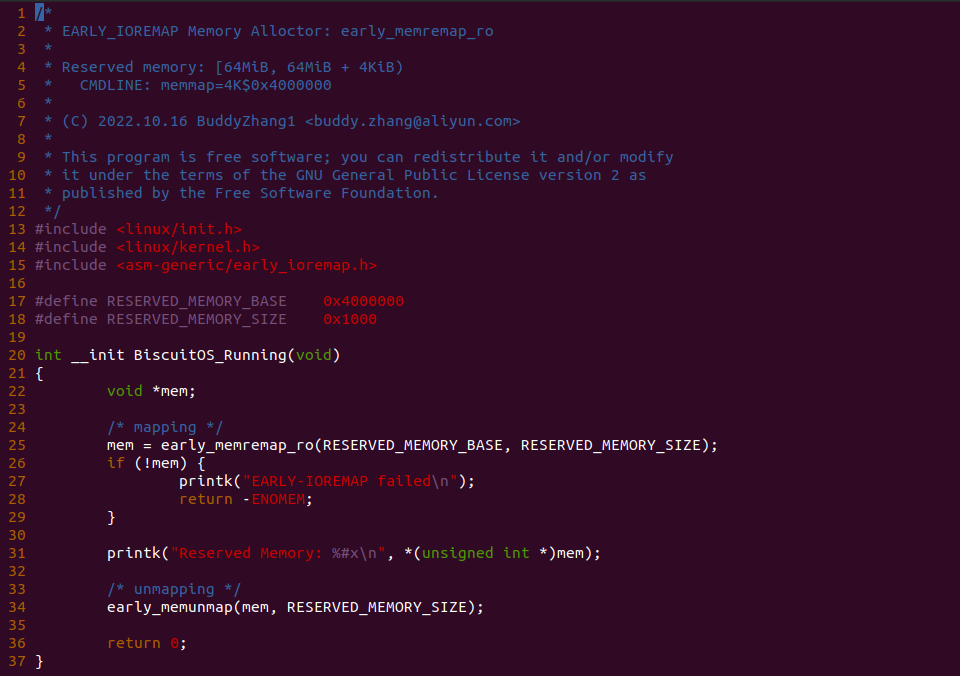 1 /*
2  * EARLY_IOREMAP Memory Alloctor: early_memremap_ro
3  *
4  * Reserved memory: [64MiB, 64MiB + 4KiB)
5  *   CMDLINE: memmap=4K$0x4000000
6  *
7  * (C) 2022.10.16 BuddyZhang1 <buddy.zhang@aliyun.com>
8  *
9  * This program is free software; you can redistribute it and/or modify
10  * it under the terms of the GNU General Public License version 2 as
11  * published by the Free Software Foundation.
12  */
13 #include <linux/init.h>
14 #include <linux/kernel.h>
15 #include <asm-generic/early_ioremap.h>
16
17 #define RESERVED_MEMORY_BASE    0x4000000
18 #define RESERVED_MEMORY_SIZE    0x1000
19
20 int __init BiscuitOS_Running(void)
21 {
22         void *mem;
23
24         /* mapping */
25         mem = early_memremap_ro(RESERVED_MEMORY_BASE, RESERVED_MEMORY_SIZE);
26         if (!mem) {
27                 printk("EARLY-IOREMAP failed\n");
28                 return -ENOMEM;
29         }
30
31         printk("Reserved Memory: %#x\n", *(unsigned int *)mem);
32
33         /* unmapping */
34         early_memunmap(mem, RESERVED_MEMORY_SIZE);
35
36         return 0;
37 }